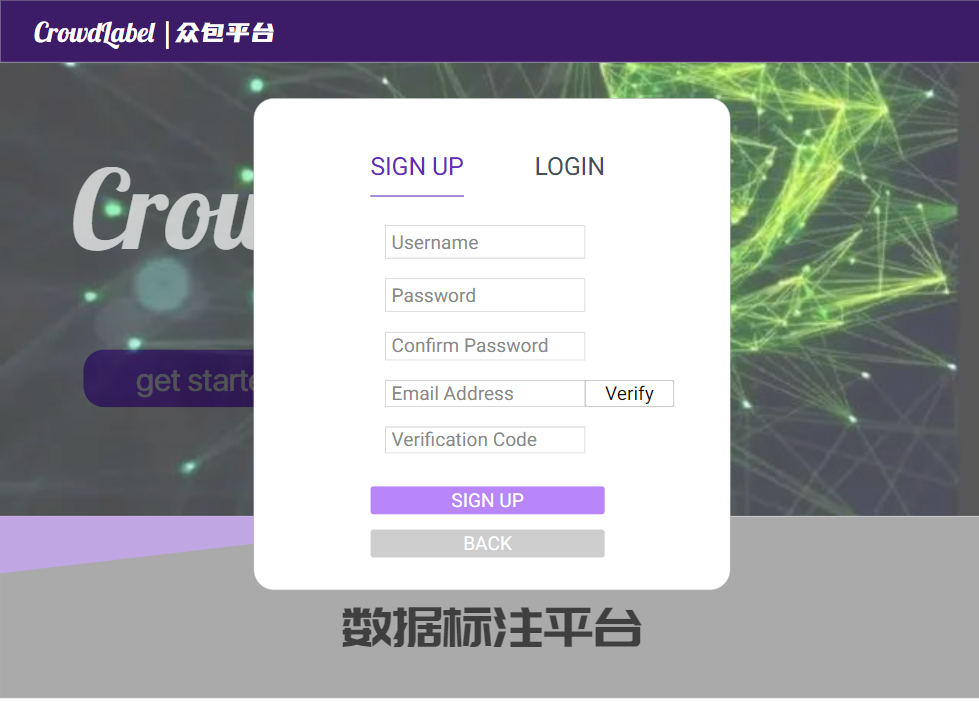 CrowdLabel | 众包平台
SIGN UP LOGIN
Username
Crow
Password
Confirm Password
get starte
Email Address Verify
Verification Code
SIGN UP
BACK
数据标注平台